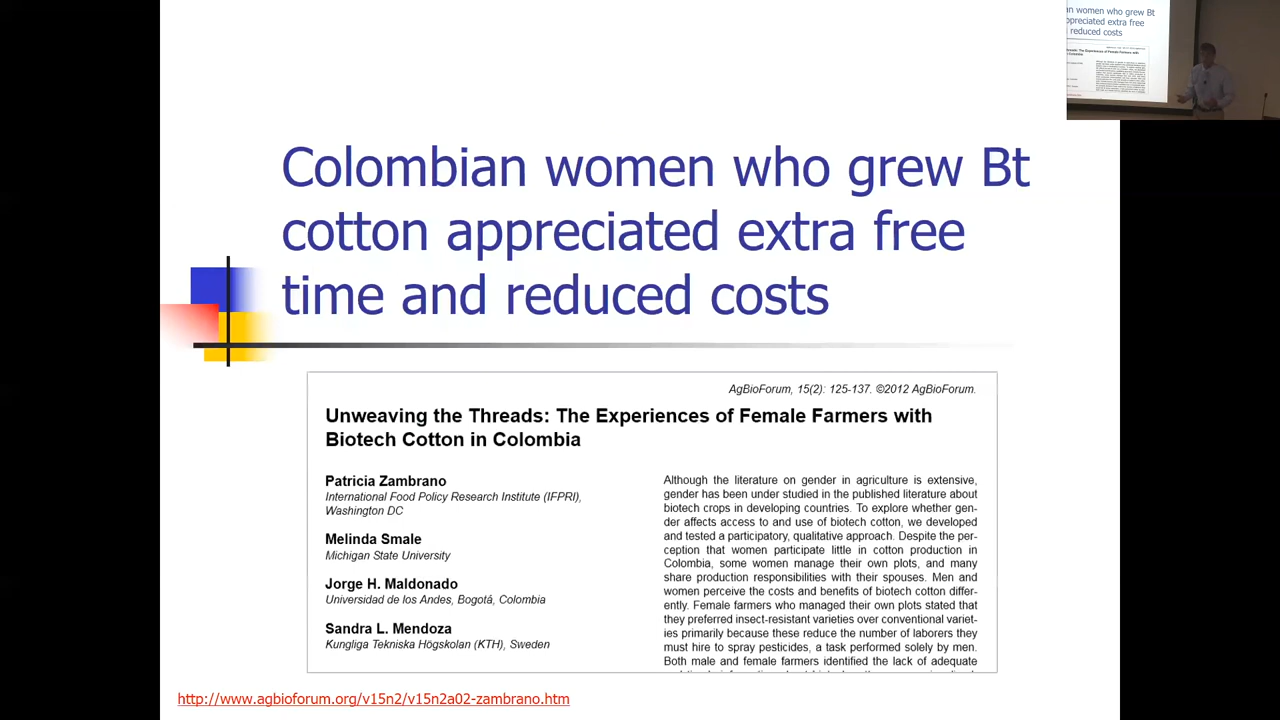 Colombian women who grew Bt
cotton appreciated extra free
time and reduced costs
AgBioForum, 15(2): 125-137. ©2012 AgBioForum.
Unweaving the Threads: The Experiences of Female Farmers with
Biotech Cotton in Colombia
Patricia Zambrano
International Food Policy Research Institute (IFPRI),
Washington DC
Melinda Smale
Michigan State University
Jorge H. Maldonado
Universidad de los Andes, Bogotá, Colombia
Sandra L. Mendoza
Kungliga Tekniska Högskolan (KTH), Sweden
Although the literature on gender in agriculture is extensive,
gender has been under studied in the published literature about
biotech crops in developing countries. To explore whether gen-
der affects access to and use of biotech cotton, we developed
and tested a participatory, qualitative approach. Despite the per-
ception that women participate little in cotton production in
Colombia, some women manage their own plots, and many
share production responsibilities with their spouses. Men and
women perceive the costs and benefits of biotech cotton differ-
ently. Female farmers who managed their own plots stated that
they preferred insect-resistant varieties over conventional variet-
ies primarily because these reduce the number of laborers they
must hire to spray pesticides, a task performed solely by men.
Both male and female farmers identified the lack of adequate
http://www.agbioforum.org/v15n2/v15n2a02-zambrano.htm
an women who grew Bt
appreciated extra free
reduced costs